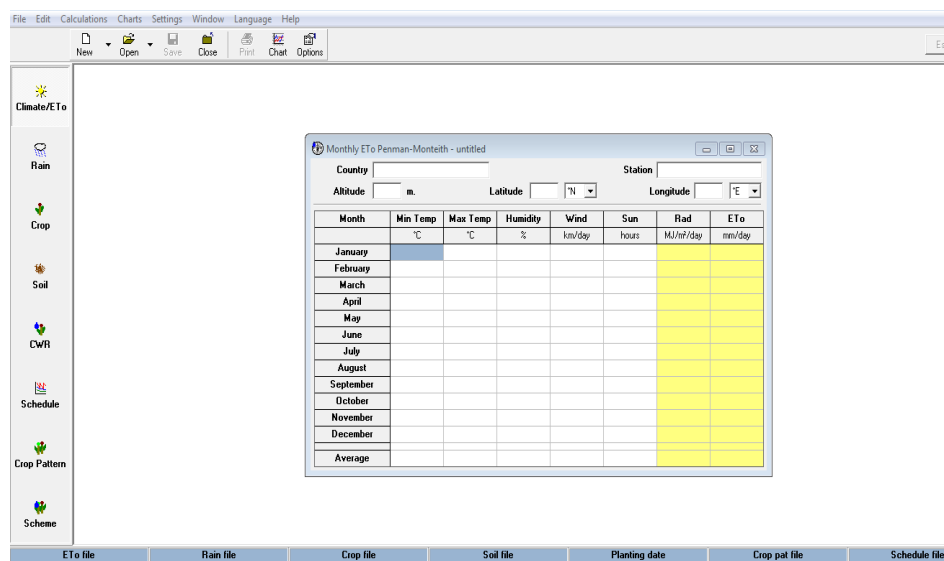 File Edit Calculations Charts Settings Window Language Help
New Open Save Close Print Chart Options
Climate/ETo
Rain
Crop
Soil
CWR
Schedule
Crop Pattern
Scheme
Monthly ETo Penman-Monteith - untitled
Country Station
Altitude m. Latitude °N Longitude °E
Month Min Temp Max Temp Humidity Wind Sun Rad ETo
°C °C % km/day hours MJ/m²/day mm/day
January
February
March
April
May
June
July
August
September
October
November
December
Average
ETo file Rain file Crop file Soil file Planting date Crop pat file Schedule file